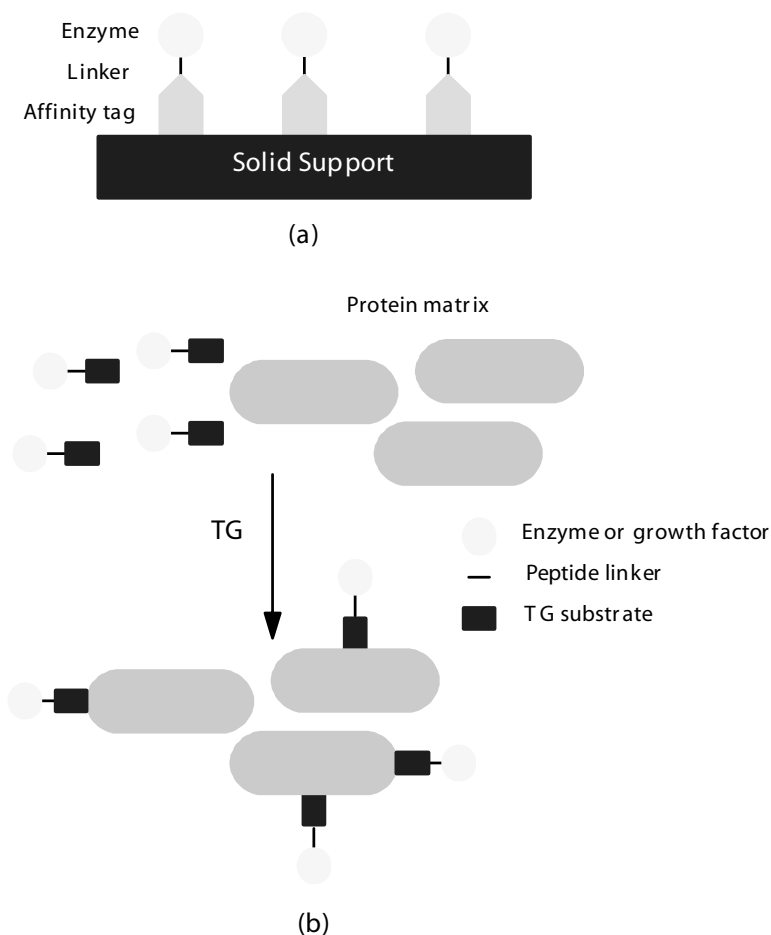 Enzyme
Linker
Affinity tag
Solid Support
(a)
Protein matrix
TG
Enzyme or growth factor
Peptide linker
TG substrate
(b)